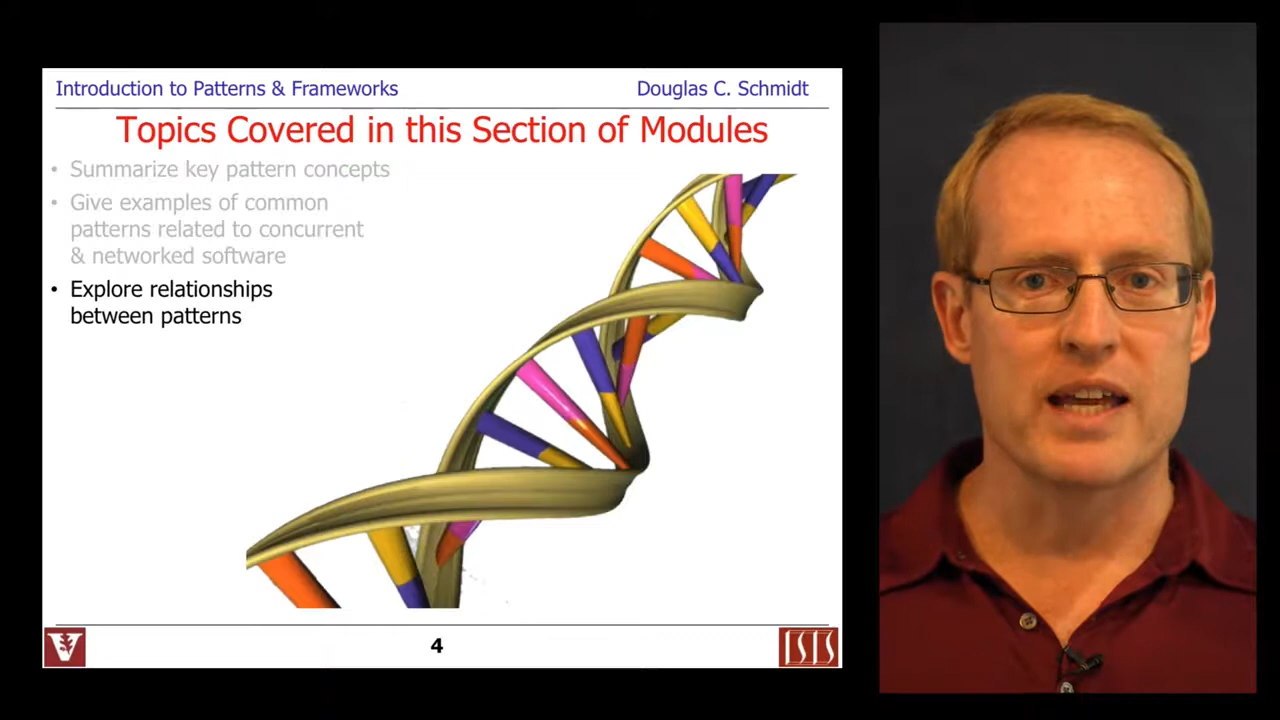 Introduction to Patterns & Frameworks
Douglas C. Schmidt
Topics Covered in this Section of Modules
• Summarize key pattern concepts
• Give examples of common
patterns related to concurrent
& networked software
• Explore relationships
between patterns
4
V
ISIS